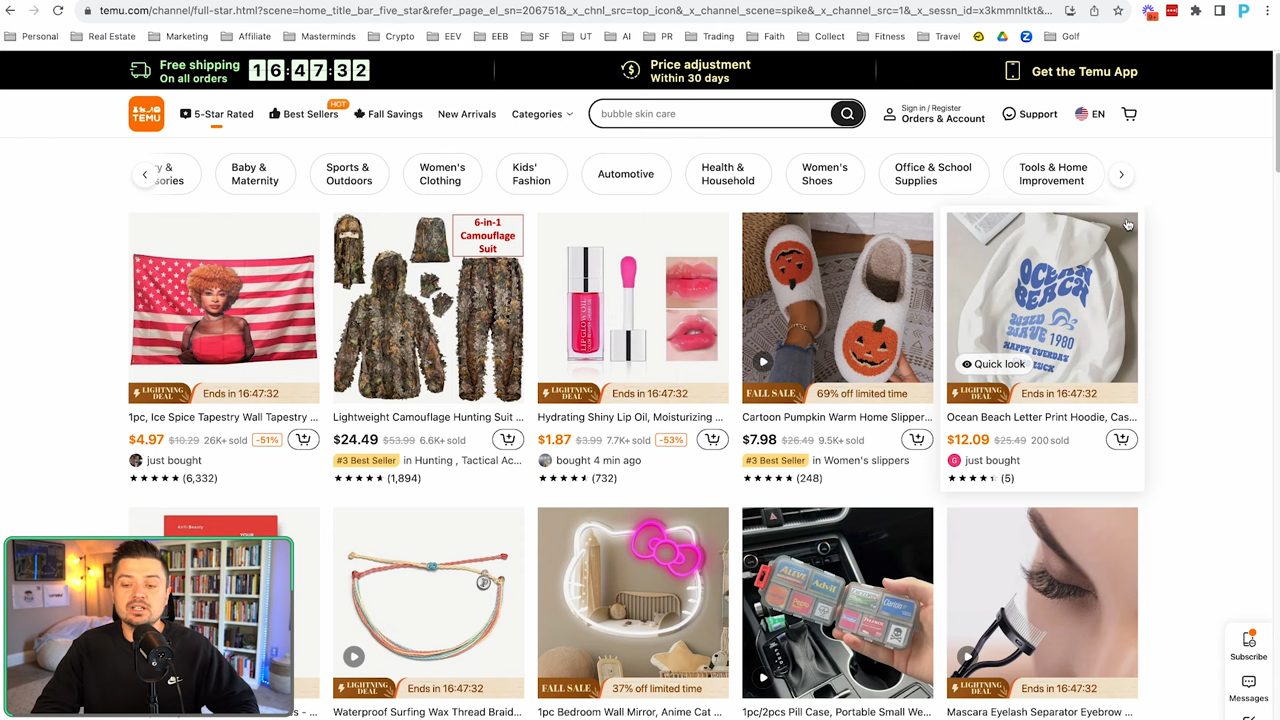 temu.com/channel/full-star.html?scene=home_title_bar_five_star&refer_page_el_sn=206751&_x_chnl_src=top_icon&_x_channel_scene=spike&_x_channel_src=1&_x_sessn_id=x3kmmnltkt&...
9+
Personal
Real Estate
Marketing
Affiliate
Masterminds
Crypto
EEV
EEB
SF
UT
AI
PR
Trading
Faith
Collect
Fitness
Travel
Golf
Free shipping
On all orders
16:47:32
Price adjustment
Within 30 days
Get the Temu App
TEMU
5-Star Rated
Best Sellers
HOT
Fall Savings
New Arrivals
Categories
bubble skin care
Sign in / Register
Orders & Account
Support
EN
y &
ories
Baby &
Maternity
Sports &
Outdoors
Women's
Clothing
Kids'
Fashion
Automotive
Health &
Household
Women's
Shoes
Office & School
Supplies
Tools & Home
Improvement
6-in-1
Camouflage
Suit
LIP GLOW OIL
OCEAN
BEACH
WILD
WAVE 1980
HAPPY EVERDAY
LUCK
Quick look
LIGHTNING DEAL
Ends in 16:47:32
LIGHTNING DEAL
Ends in 16:47:32
FALL SALE
69% off limited time
LIGHTNING DEAL
Ends in 16:47:32
1pc, Ice Spice Tapestry Wall Tapestry ...
Lightweight Camouflage Hunting Suit ...
Hydrating Shiny Lip Oil, Moisturizing ...
Cartoon Pumpkin Warm Home Slipper...
Ocean Beach Letter Print Hoodie, Cas...
$4.97 $10.29 26K+ sold -51%
$24.49 $53.99 6.6K+ sold
$1.87 $3.99 7.7K+ sold -53%
$7.98 $26.49 9.5K+ sold
$12.09 $25.49 200 sold
just bought
#3 Best Seller in Hunting , Tactical Ac...
bought 4 min ago
#3 Best Seller in Women's slippers
G just bought
(6,332)
(1,894)
(732)
(248)
(5)
Anti Beauty
YOUR
ALEVE
Advil
Claritin
TYLENOL
LIGHTNING DEAL
Ends in 16:47:32
FALL SALE
37% off limited time
LIGHTNING DEAL
Ends in 16:47:32
s - ...
Waterproof Surfing Wax Thread Braid...
1pc Bedroom Wall Mirror, Anime Cat ...
1pc/2pcs Pill Case, Portable Small We...
Mascara Eyelash Separator Eyebrow ...
Subscribe
Messages